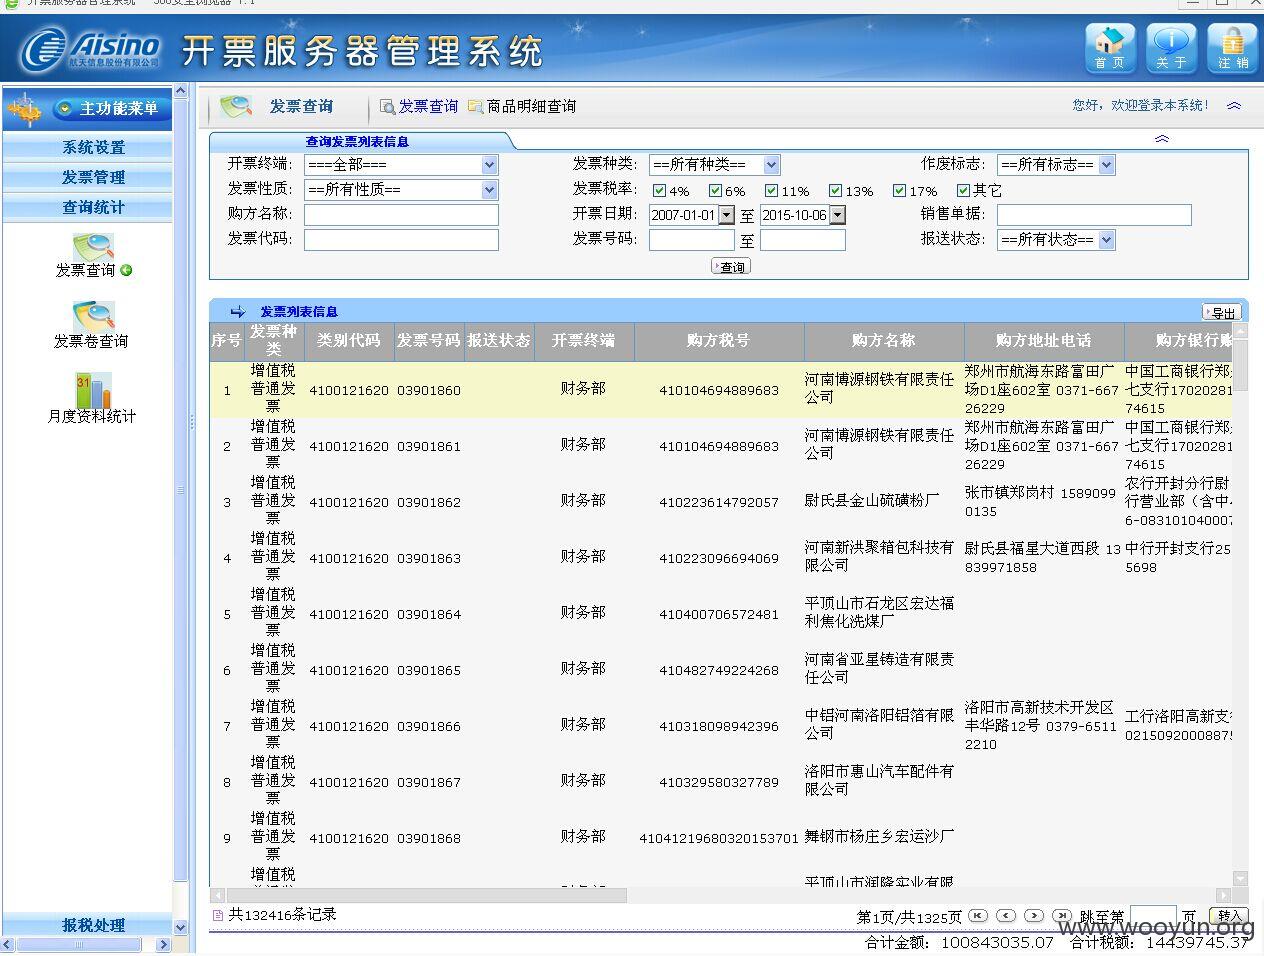 开票服务器管理系统 - 360安全浏览器 7.1
Aisino
航天信息股份有限公司
开票服务器管理系统
首 页
关 于
注 销
主功能菜单
系统设置
发票管理
查询统计
发票查询
发票卷查询
31
月度资料统计
报税处理
发票查询
发票查询
商品明细查询
您好, 欢迎登录本系统!
查询发票列表信息
开票终端: ===全部=== 发票种类: ==所有种类== 作废标志: ==所有标志==
发票性质: ==所有性质== 发票税率: 4% 6% 11% 13% 17% 其它
购方名称: 开票日期: 2007-01-01 至 2015-10-06 销售单据:
发票代码: 发票号码: 至 报送状态: ==所有状态==
查询
发票列表信息
导出
序号 发票种类 类别代码 发票号码 报送状态 开票终端 购方税号 购方名称 购方地址电话 购方银行账
1 增值税普通发票 4100121620 03901860 财务部 410104694889683 河南博源钢铁有限责任公司 郑州市航海东路富田广场D1座602室 0371-66726229 中国工商银行郑 七支行17020281 74615
2 增值税普通发票 4100121620 03901861 财务部 410104694889683 河南博源钢铁有限责任公司 郑州市航海东路富田广场D1座602室 0371-66726229 中国工商银行郑 七支行17020281 74615
3 增值税普通发票 4100121620 03901862 财务部 410223614792057 尉氏县金山硫磺粉厂 张市镇郑岗村 15890990135 农行开封分行尉 行营业部(含中 6-083101040007
4 增值税普通发票 4100121620 03901863 财务部 410223096694069 河南新洪聚箱包科技有限公司 尉氏县福星大道西段 13839971858 中行开封支行25 5698
5 增值税普通发票 4100121620 03901864 财务部 410400706572481 平顶山市石龙区宏达福利焦化洗煤厂
6 增值税普通发票 4100121620 03901865 财务部 410482749224268 河南省亚星铸造有限责任公司
7 增值税普通发票 4100121620 03901866 财务部 410318098942396 中铝河南洛阳铝箔有限公司 洛阳市高新技术开发区丰华路12号 0379-65112210 工行洛阳高新支 02150920008875
8 增值税普通发票 4100121620 03901867 财务部 410329580327789 洛阳市惠山汽车配件有限公司
9 增值税普通发票 4100121620 03901868 财务部 41041219680320153701 舞钢市杨庄乡宏运沙厂
增值税 平顶山市润隆实业有限
共132416条记录
第1页/共1325页 跳至第 页 转入
www.wooyun.org
合计金额: 100843035.07 合计税额: 14439745.37